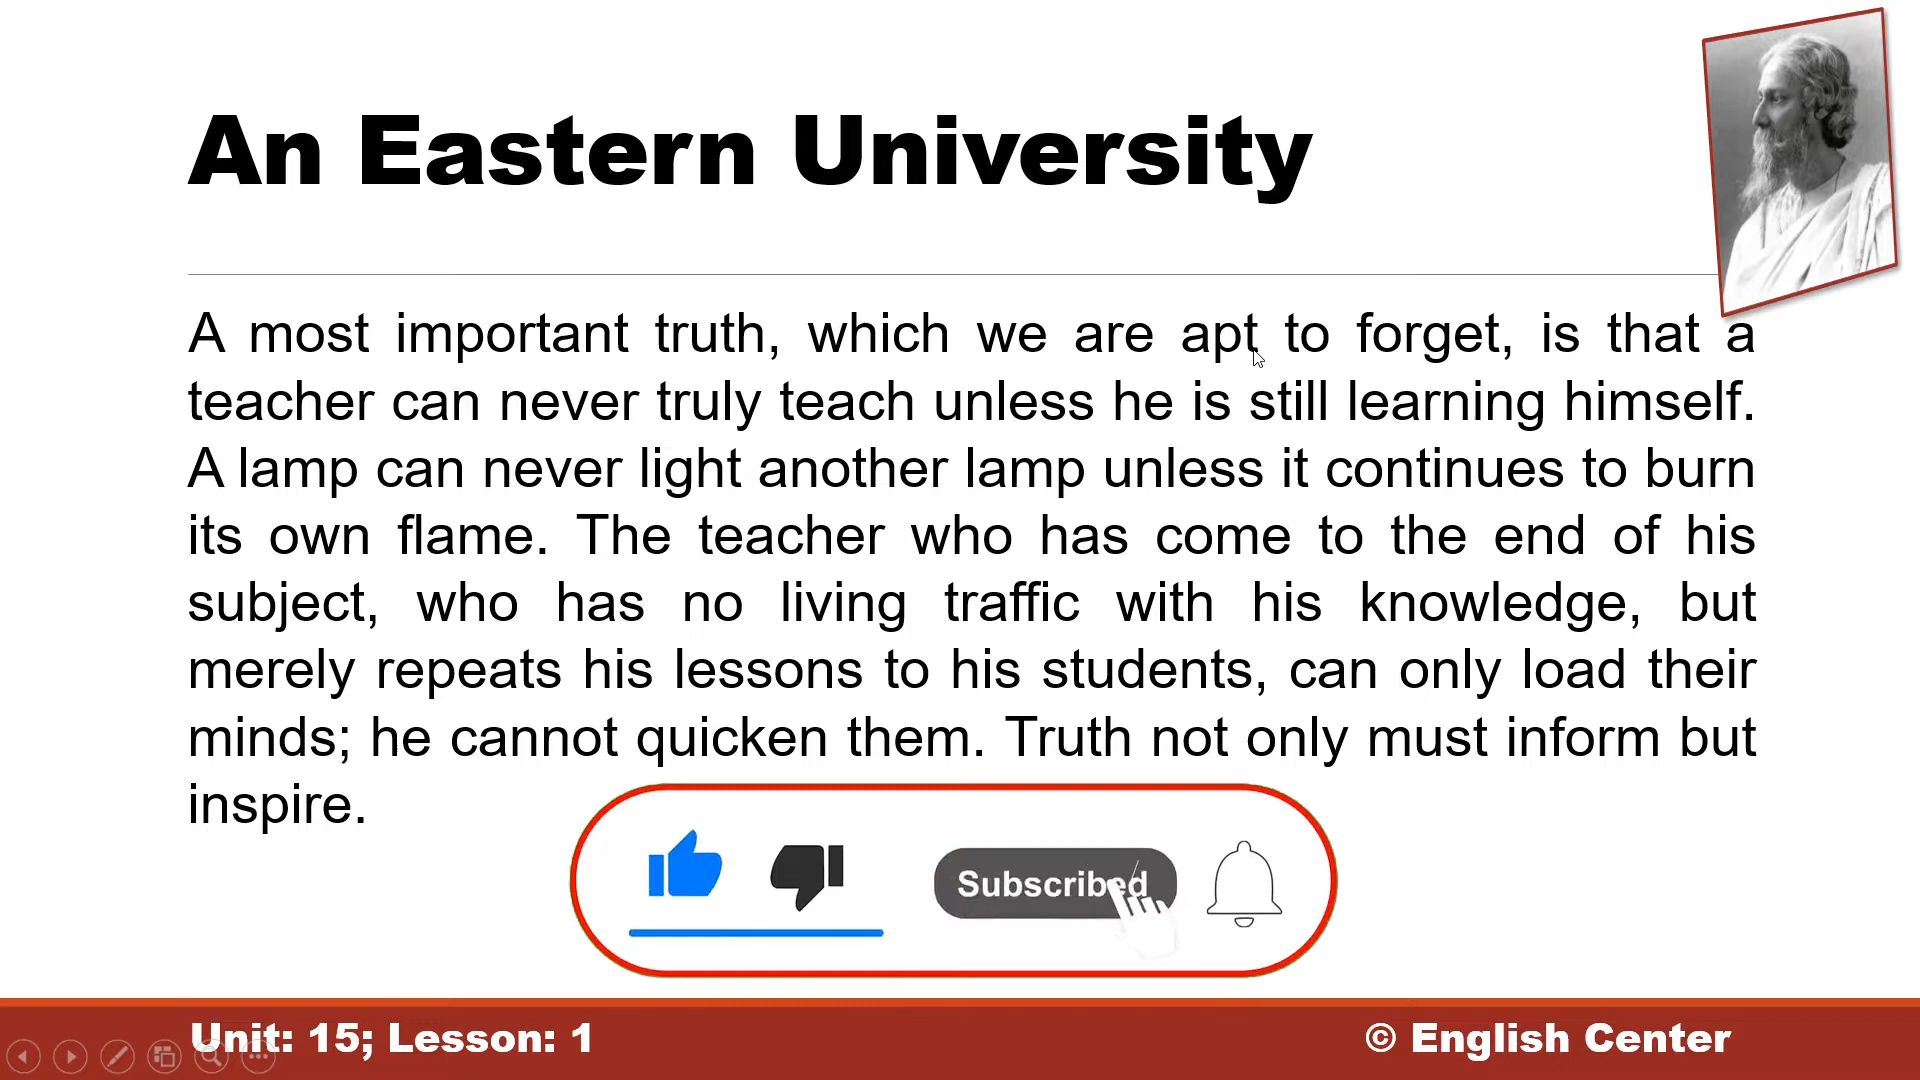 An Eastern University
A most important truth, which we are apt to forget, is that a
teacher can never truly teach unless he is still learning himself.
A lamp can never light another lamp unless it continues to burn
its own flame. The teacher who has come to the end of his
subject, who has no living traffic with his knowledge, but
merely repeats his lessons to his students, can only load their
minds; he cannot quicken them. Truth not only must inform but
inspire.
Subscribed
Unit: 15; Lesson: 1
© English Center